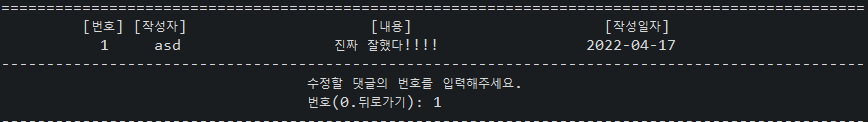 [번호] [작성자] [내용] [작성일자]
1 asd 진짜 잘했다!!!! 2022-04-17
수정할 댓글의 번호를 입력해주세요.
번호(0.뒤로가기): 1